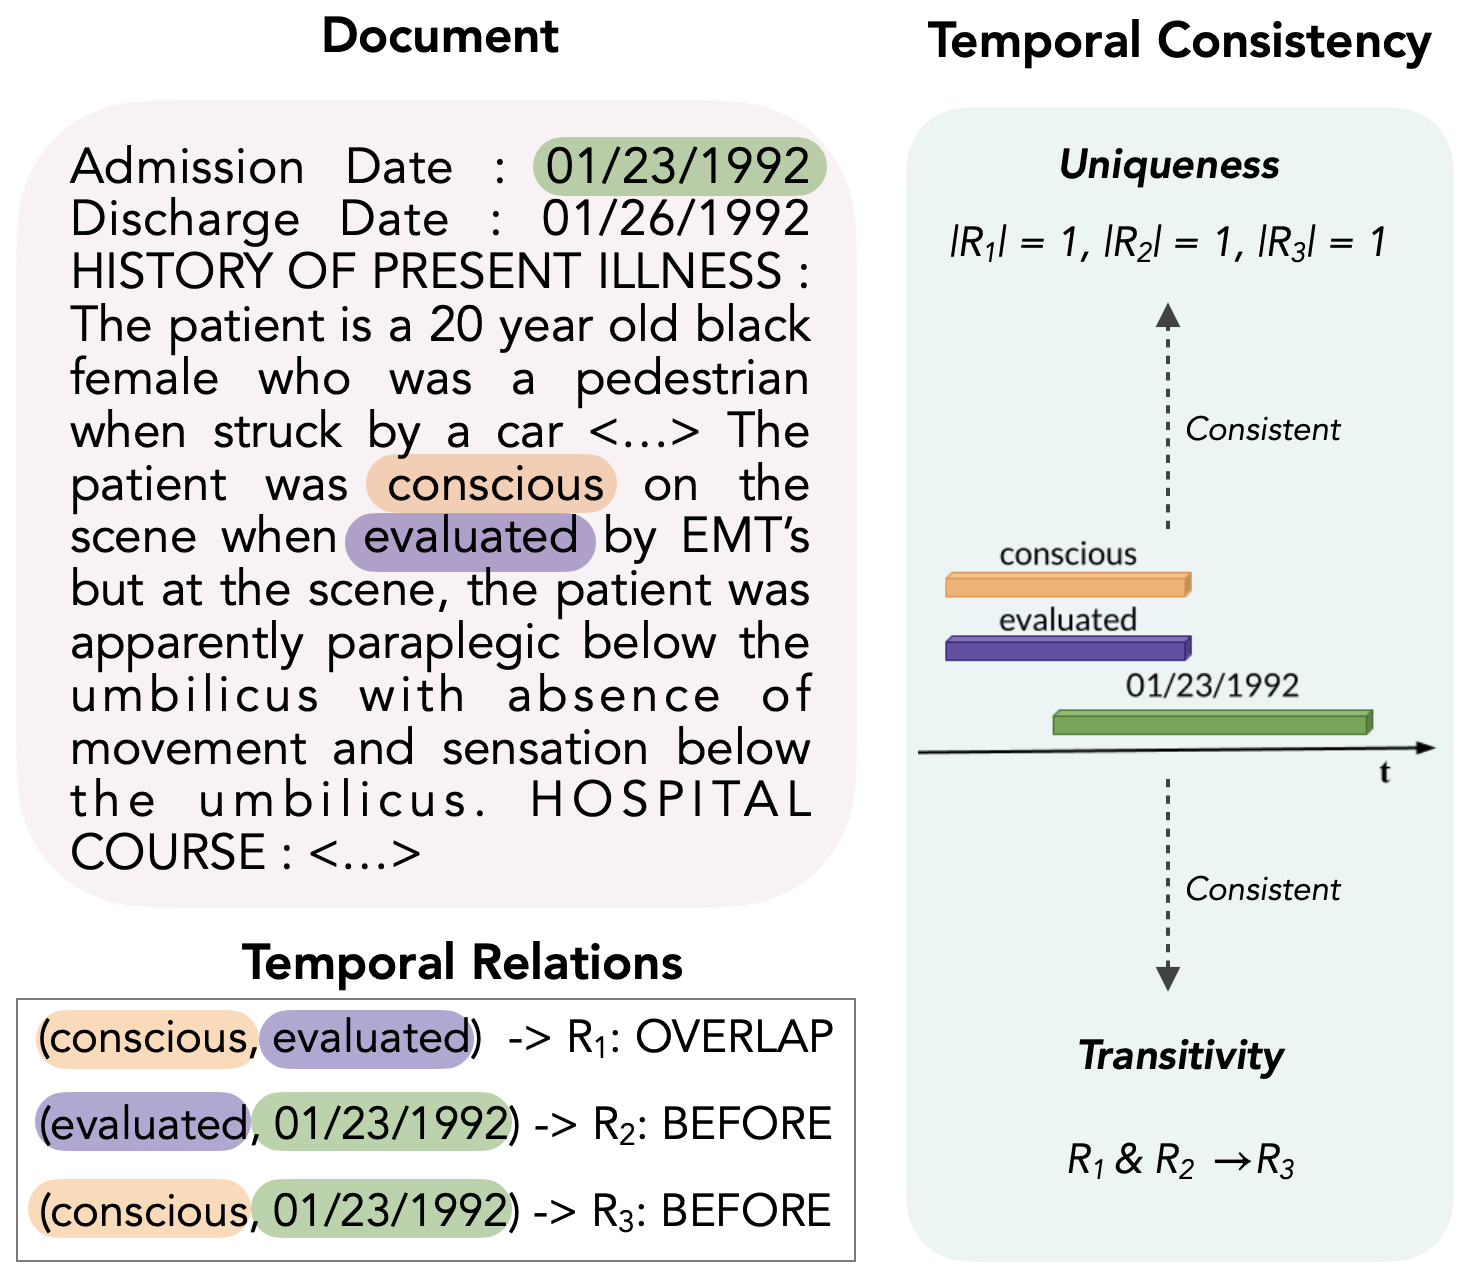 Document
Admission Date : 01/23/1992
Discharge Date : 01/26/1992
HISTORY OF PRESENT ILLNESS :
The patient is a 20 year old black
female who was a pedestrian
when struck by a car <…> The
patient was conscious on the
scene when evaluated by EMT’s
but at the scene, the patient was
apparently paraplegic below the
umbilicus with absence of
movement and sensation below
the umbilicus. HOSPITAL
COURSE : <…>
Temporal Relations
(conscious, evaluated) -> R₁: OVERLAP
(evaluated, 01/23/1992) -> R₂: BEFORE
(conscious, 01/23/1992) -> R₃: BEFORE
Temporal Consistency
Uniqueness
|R₁| = 1, |R₂| = 1, |R₃| = 1
Consistent
conscious
evaluated
01/23/1992
t
Consistent
Transitivity
R₁ & R₂ →R₃